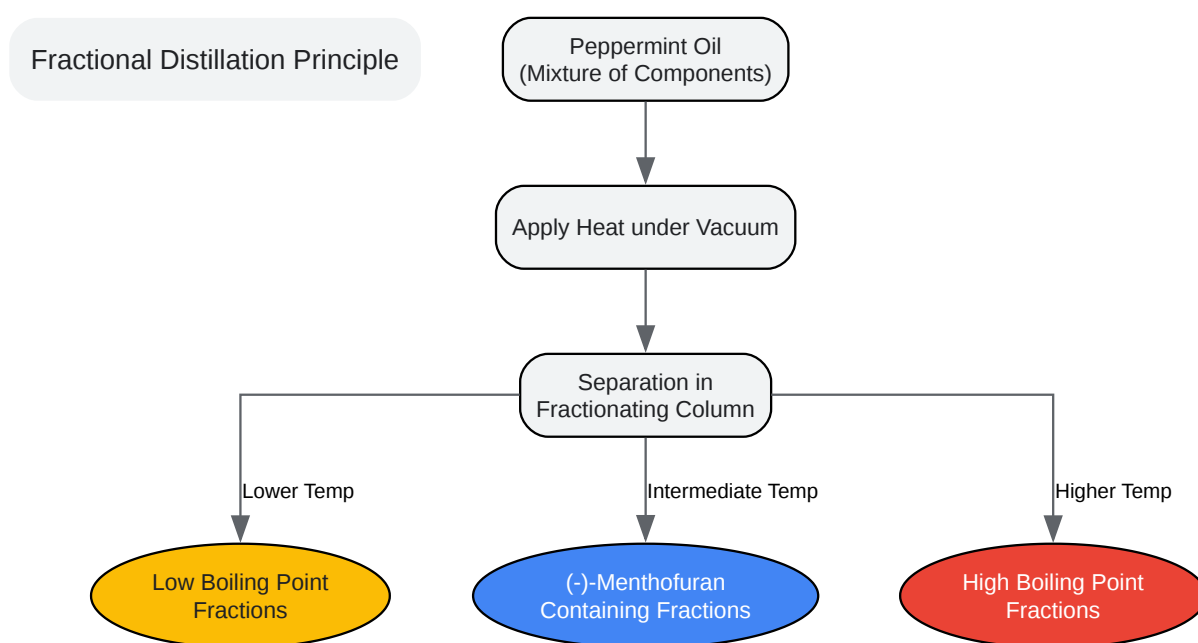 Fractional Distillation Principle
Peppermint Oil
(Mixture of Components)
Apply Heat under Vacuum
Separation in
Fractionating Column
Lower Temp
Intermediate Temp
Higher Temp
Low Boiling Point
Fractions
(-)-Menthofuran
Containing Fractions
High Boiling Point
Fractions